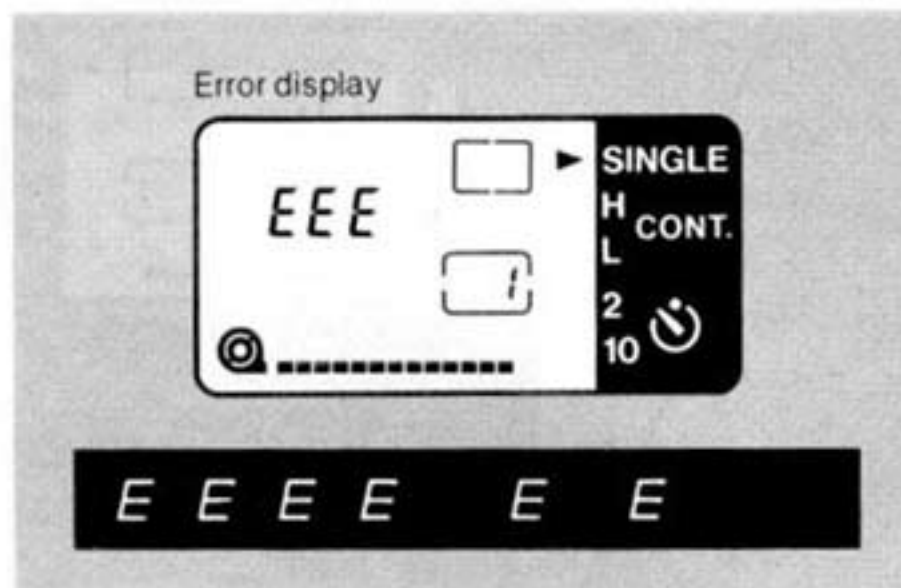 Error display
SINGLE
EEE
H
CONT.
L
1
2
10
E E E E E E